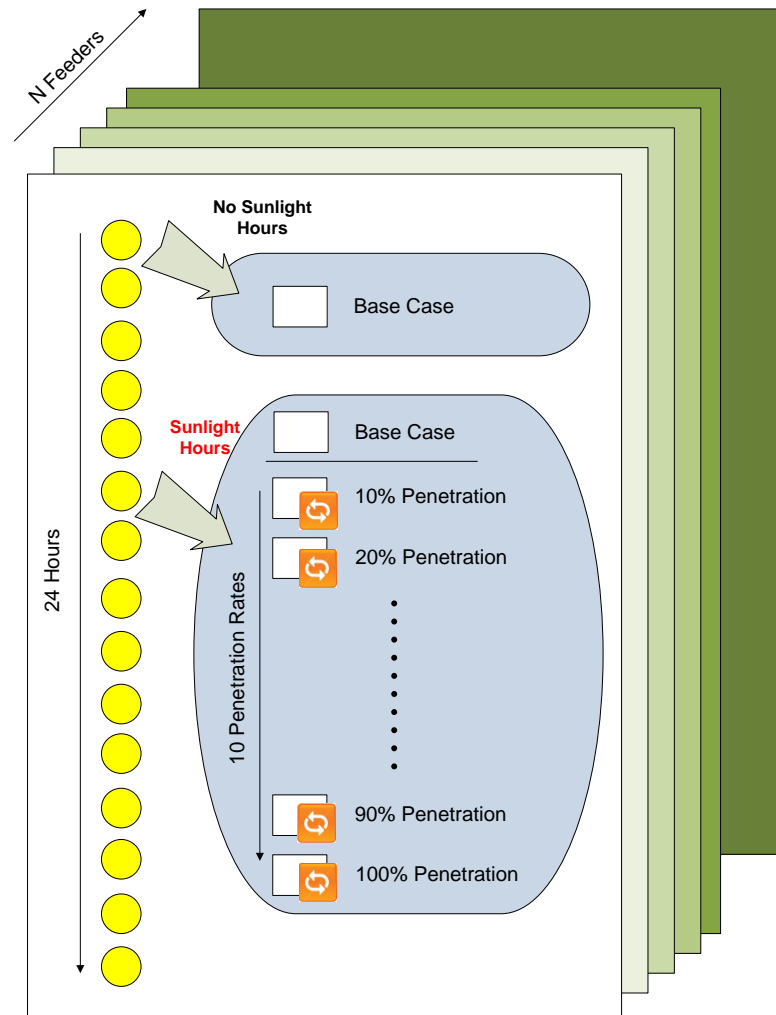 N Feeders
No Sunlight
Hours
Base Case
Sunlight
Hours
Base Case
24 Hours
10 Penetration Rates
10% Penetration
20% Penetration
90% Penetration
100% Penetration